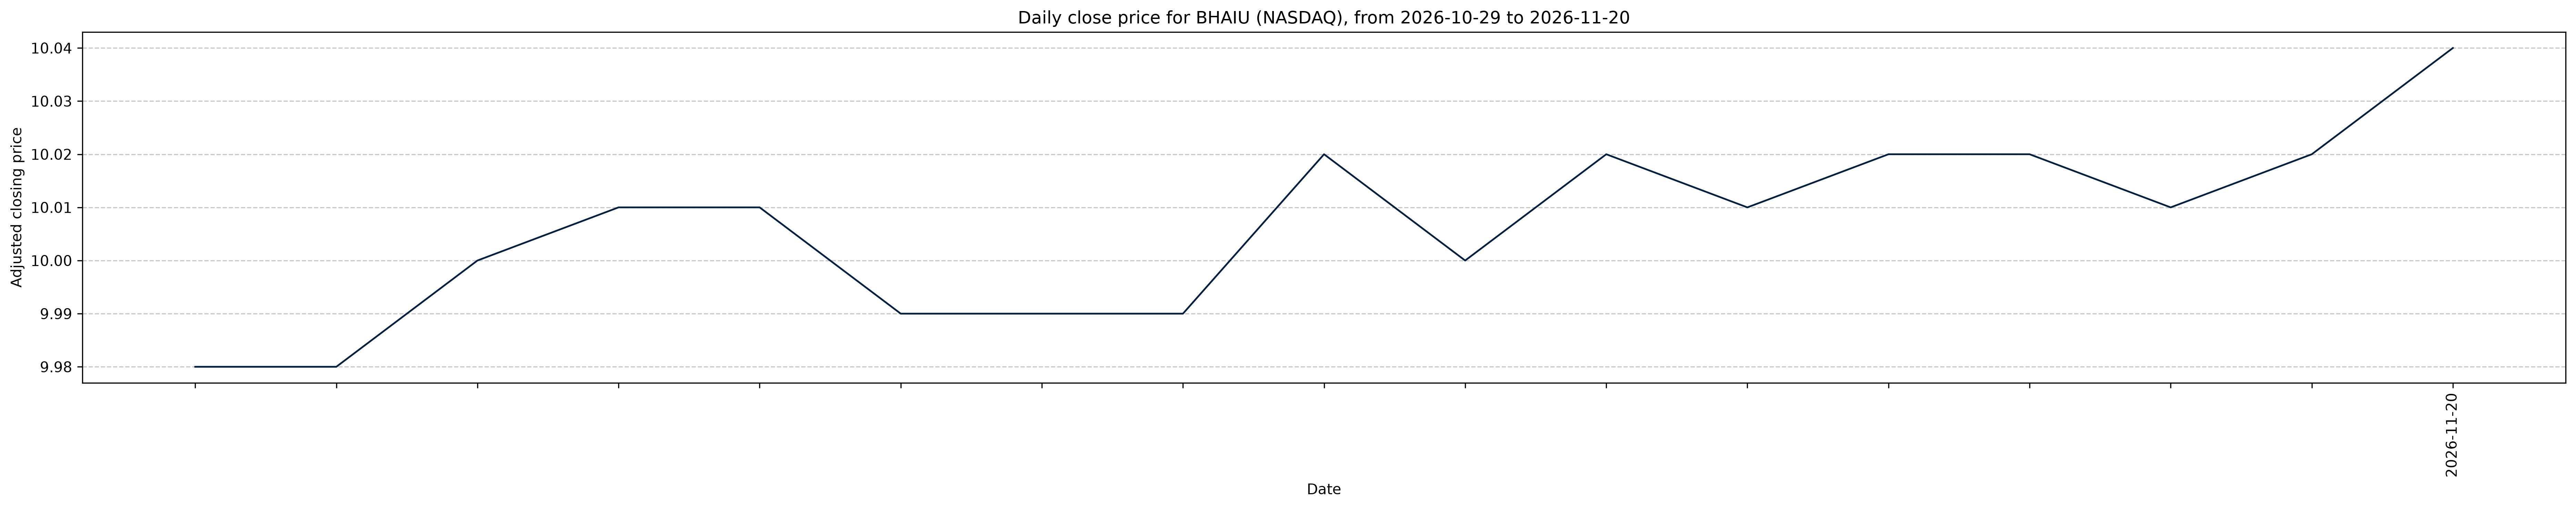 Daily close price for BHAIU (NASDAQ), from 2026-10-29 to 2026-11-20
Adjusted closing price
10.04
10.03
10.02
10.01
10.00
9.99
9.98
2026-11-20
Date